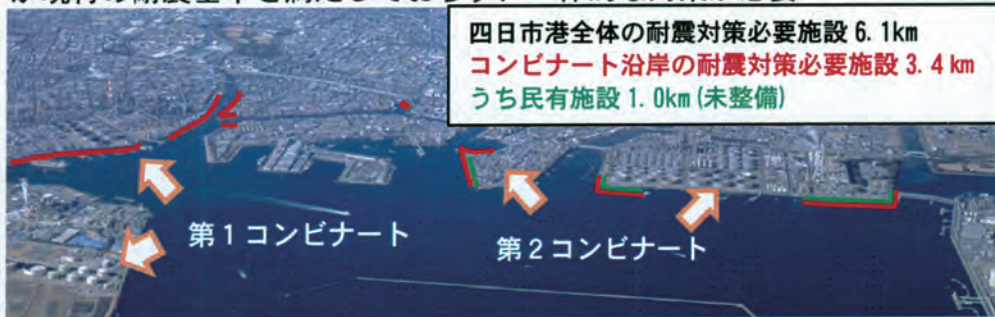 四日市港全体の耐震対策必要施設 6.1km
コンビナート沿岸の耐震対策必要施設 3.4km
うち民有施設 1.0km(未整備)
第1コンビナート
第2コンビナート